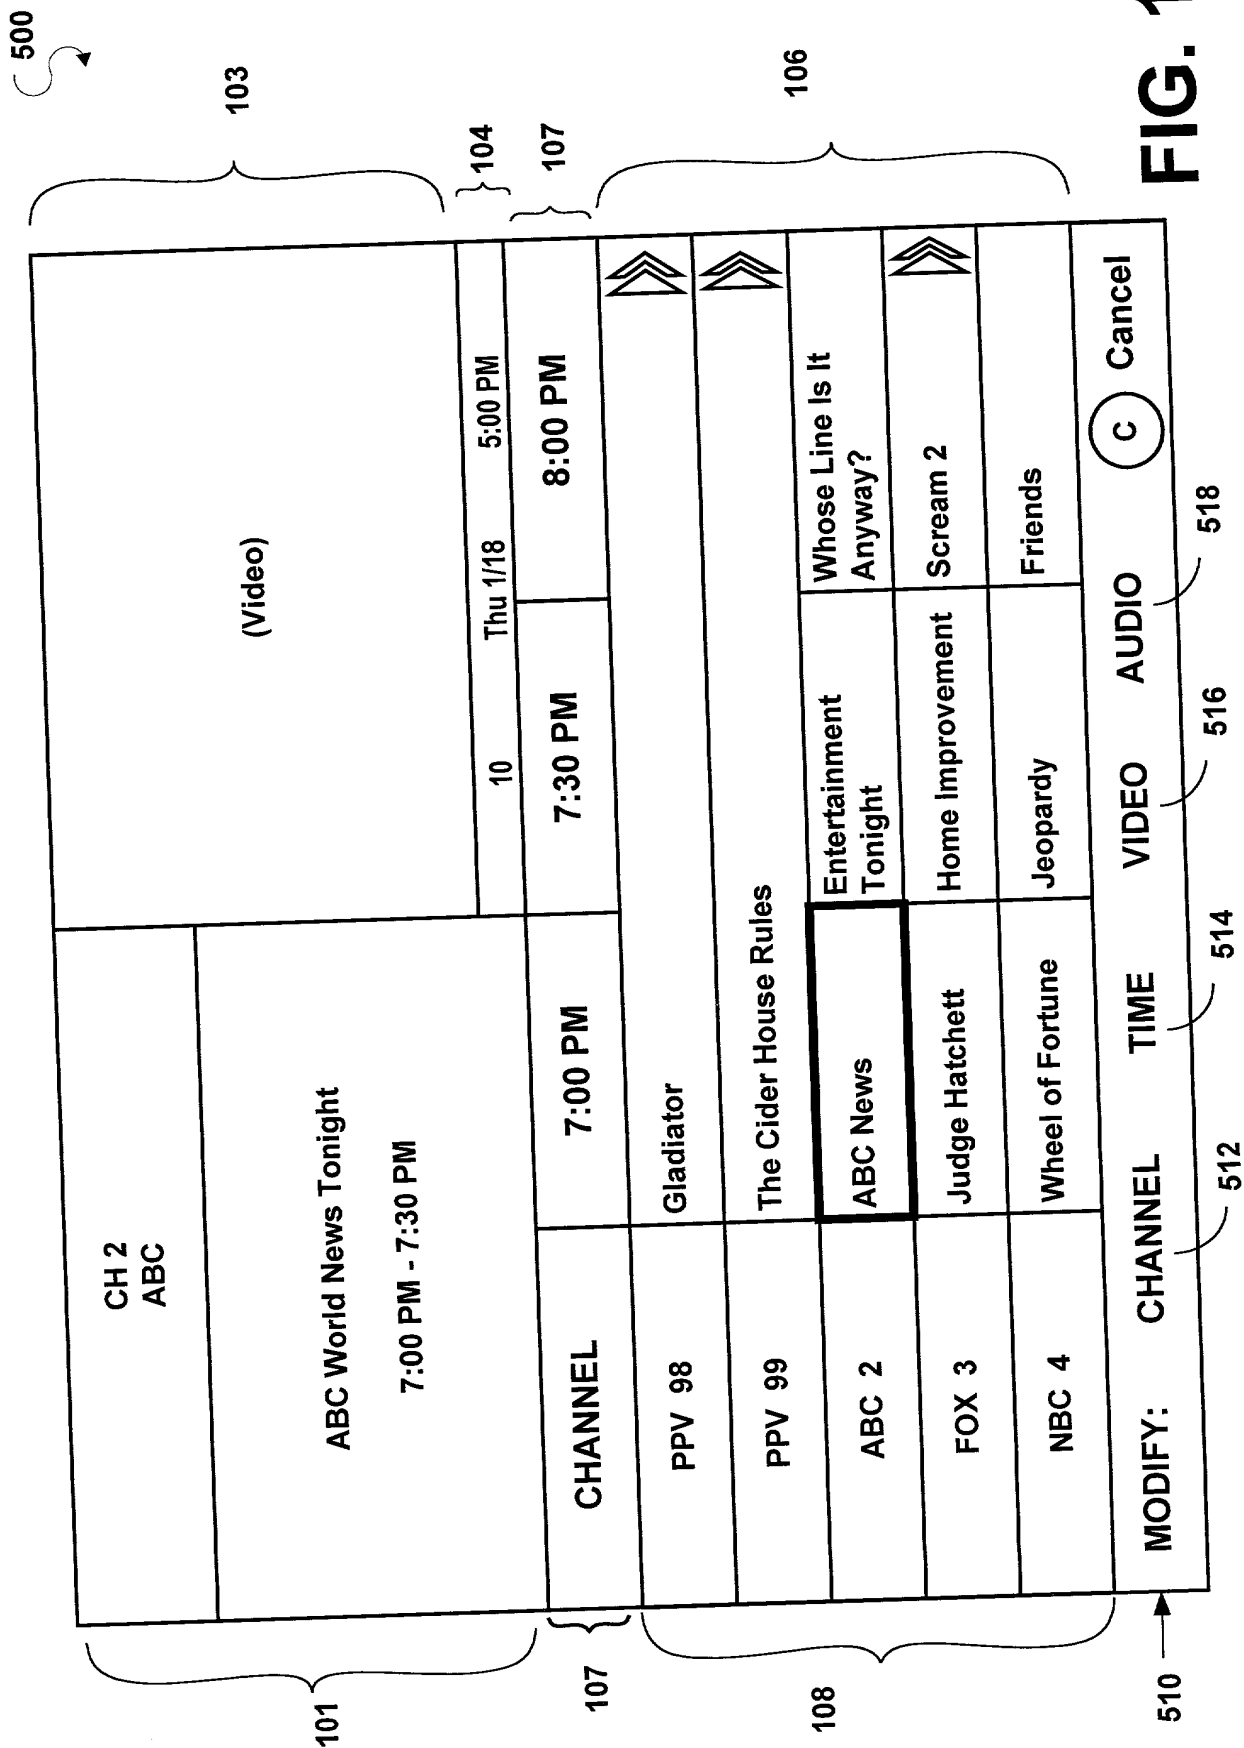 500
CH 2
ABC
(Video)
103
ABC World News Tonight
7:00 PM - 7:30 PM
101
10 Thu 1/18 5:00 PM
104
107
CHANNEL 7:00 PM 7:30 PM 8:00 PM
107
PPV 98 Gladiator
PPV 99 The Cider House Rules
ABC 2 ABC News Entertainment Tonight Whose Line Is It Anyway?
FOX 3 Judge Hatchett Home Improvement Scream 2
NBC 4 Wheel of Fortune Jeopardy Friends
108
106
MODIFY: CHANNEL TIME VIDEO AUDIO C Cancel
510
512
514
516
518
FIG.